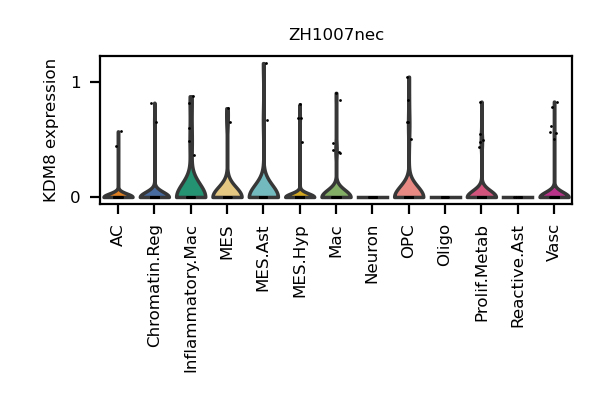 ZH1007nec
KDM8 expression
1
0
AC
Chromatin.Reg
Inflammatory.Mac
MES
MES.Ast
MES.Hyp
Mac
Neuron
OPC
Oligo
Prolif.Metab
Reactive.Ast
Vasc